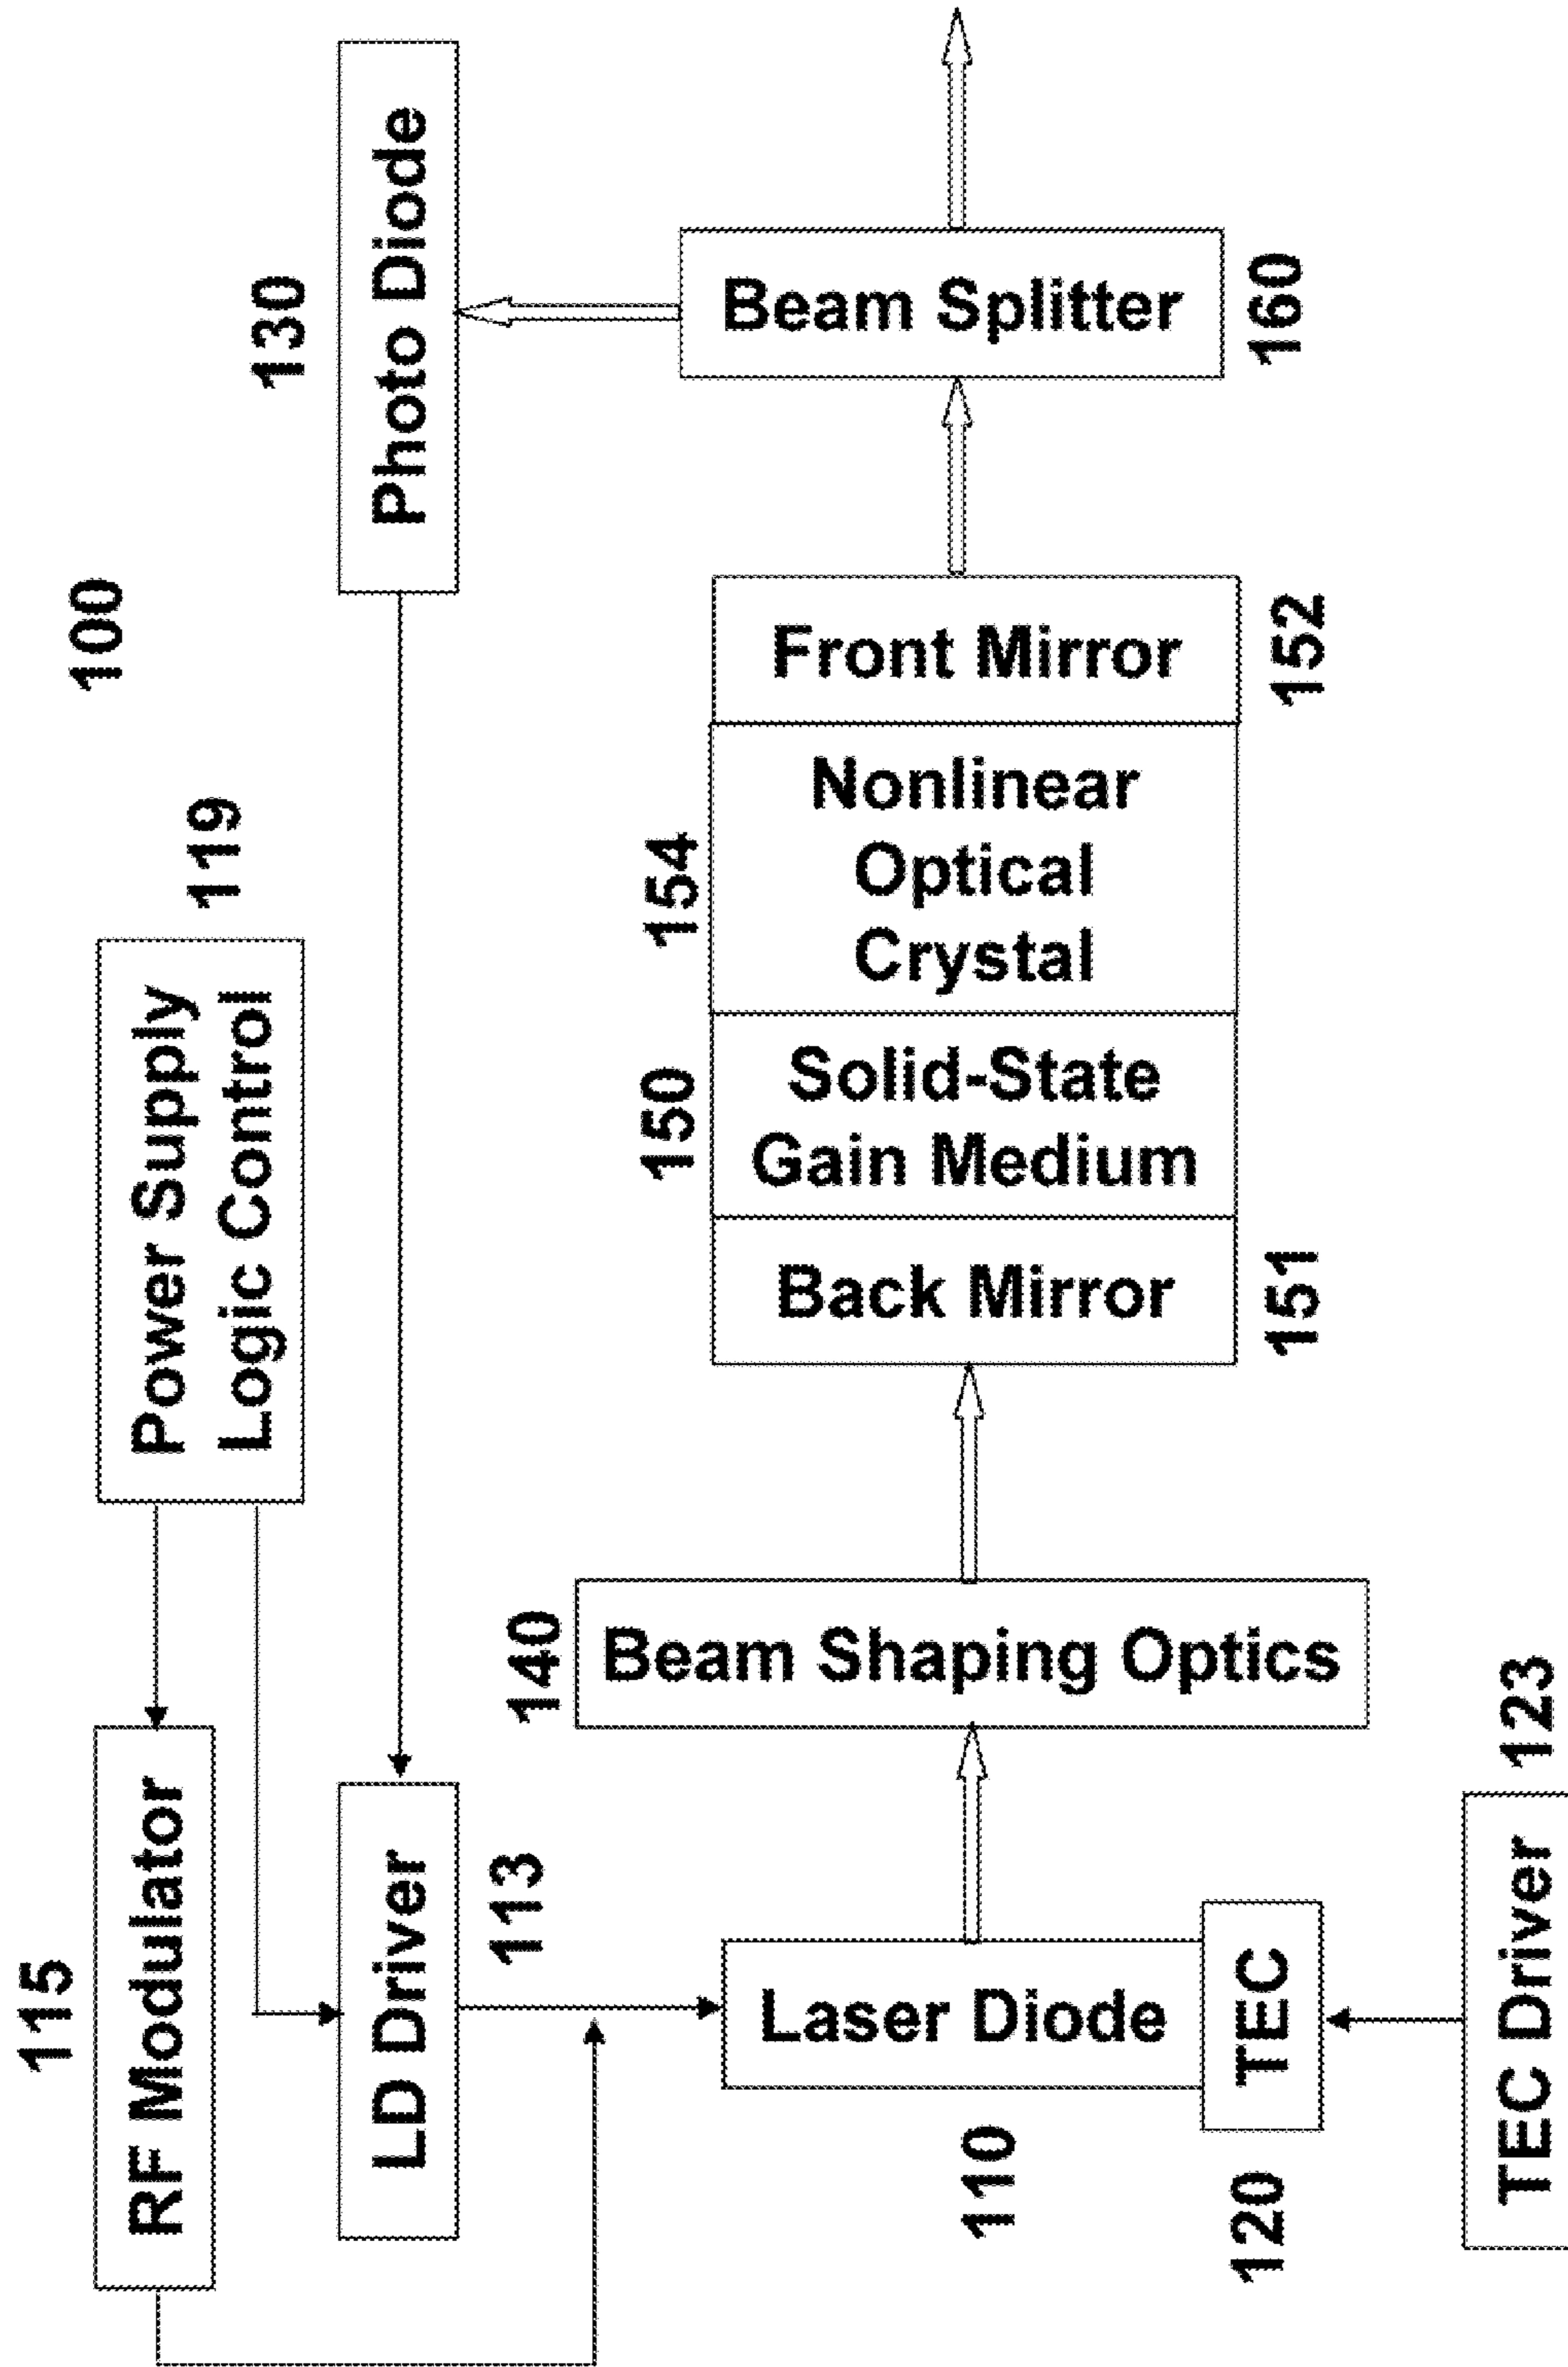 100
115
RF Modulator
Power Supply
Logic Control
119
LD Driver
113
130
Photo Diode
110
Laser Diode
120
TEC
TEC Driver
123
140
Beam Shaping Optics
Back Mirror
151
150
Solid-State
Gain Medium
154
Nonlinear
Optical
Crystal
Front Mirror
152
Beam Splitter
160